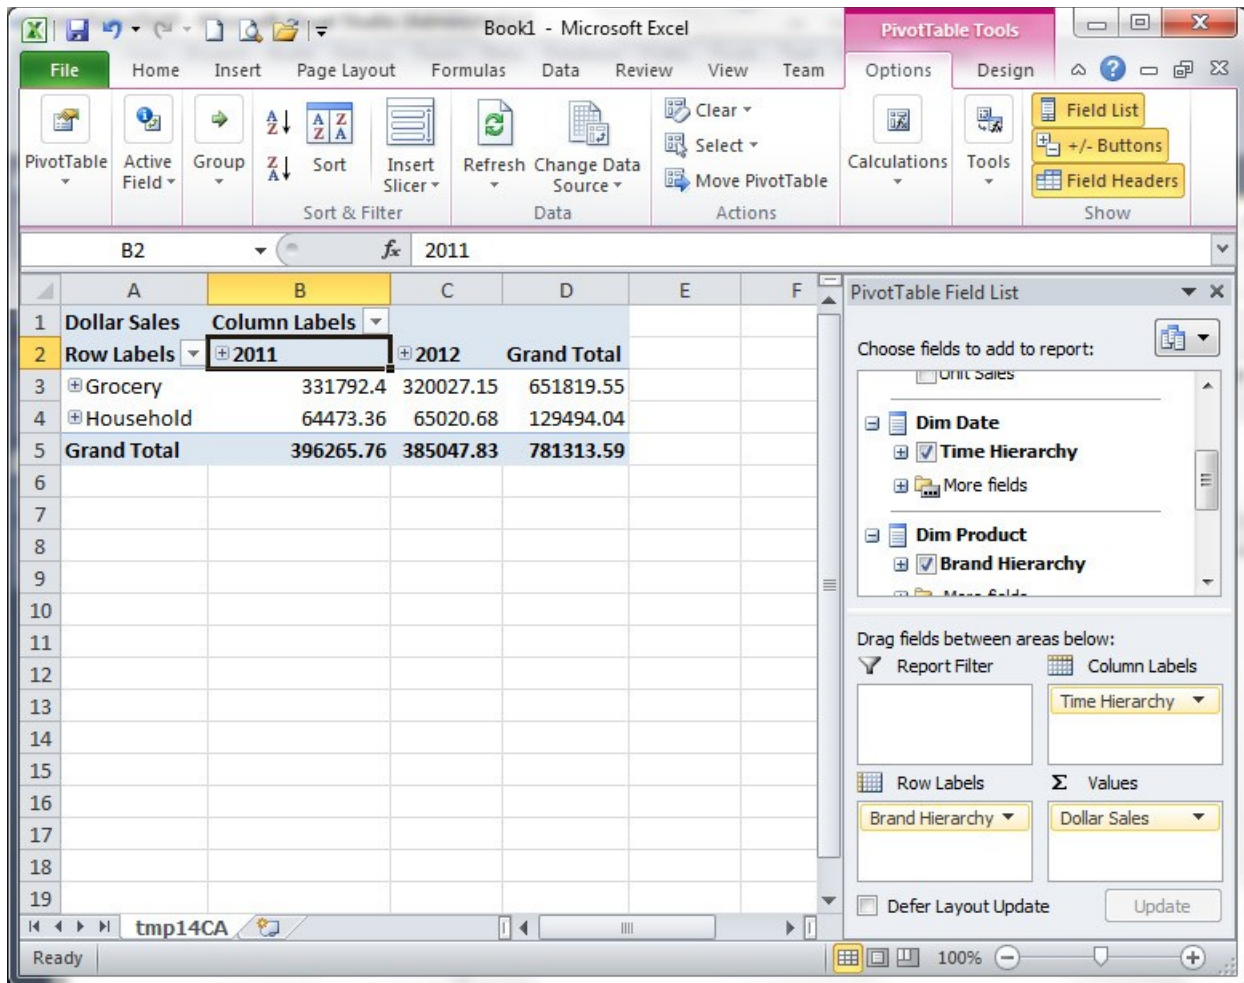 Book1 - Microsoft Excel
PivotTable Tools
File Home Insert Page Layout Formulas Data Review View Team Options Design
PivotTable
Active Field
Group
A Z
Z A
A Z Z A
Sort
Insert Slicer
Refresh
Change Data Source
Clear
Select
Move PivotTable
Calculations
Tools
Field List
+/- Buttons
Field Headers
Sort & Filter
Data
Actions
Show
B2 fx 2011
A B C D E F
1 Dollar Sales Column Labels
2 Row Labels 2011 2012 Grand Total
3 Grocery 331792.4 320027.15 651819.55
4 Household 64473.36 65020.68 129494.04
5 Grand Total 396265.76 385047.83 781313.59
6
7
8
9
10
11
12
13
14
15
16
17
18
19
PivotTable Field List
Choose fields to add to report:
Unit Sales
Dim Date
Time Hierarchy
More fields
Dim Product
Brand Hierarchy
More fields
Drag fields between areas below:
Report Filter
Column Labels
Time Hierarchy
Row Labels
Σ Values
Brand Hierarchy
Dollar Sales
Defer Layout Update
Update
tmp14CA
Ready
100%